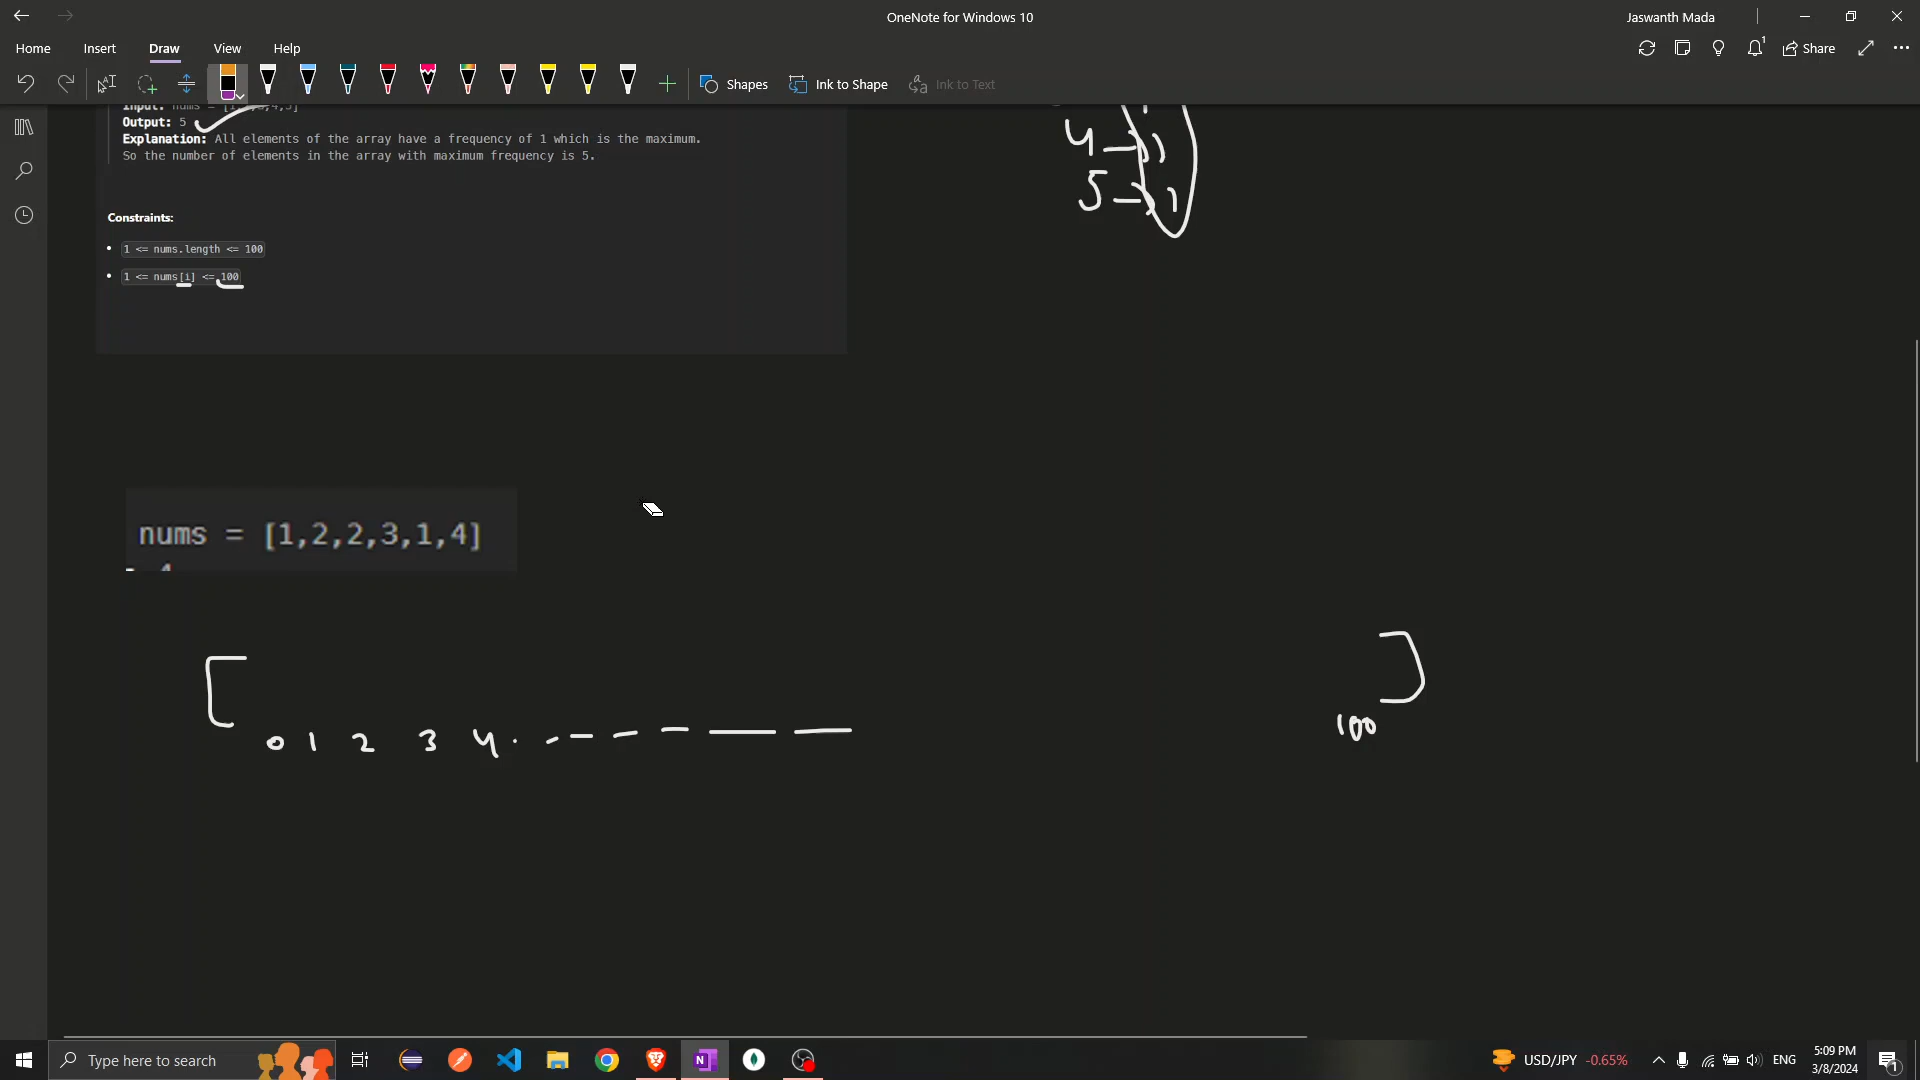 OneNote for Windows 10
Jaswanth Mada
Home Insert Draw View Help
Share
Shapes
Ink to Shape
Ink to Text
Output: 5
Explanation: All elements of the array have a frequency of 1 which is the maximum.
So the number of elements in the array with maximum frequency is 5.
4 → 1
5 → 1
Constraints:
• 1 <= nums.length <= 100
• 1 <= nums[i] <= 100
nums = [1,2,2,3,1,4]
[ ]
0 1 2 3 4 100
Type here to search
USD/JPY -0.65%
ENG
5:09 PM
3/8/2024